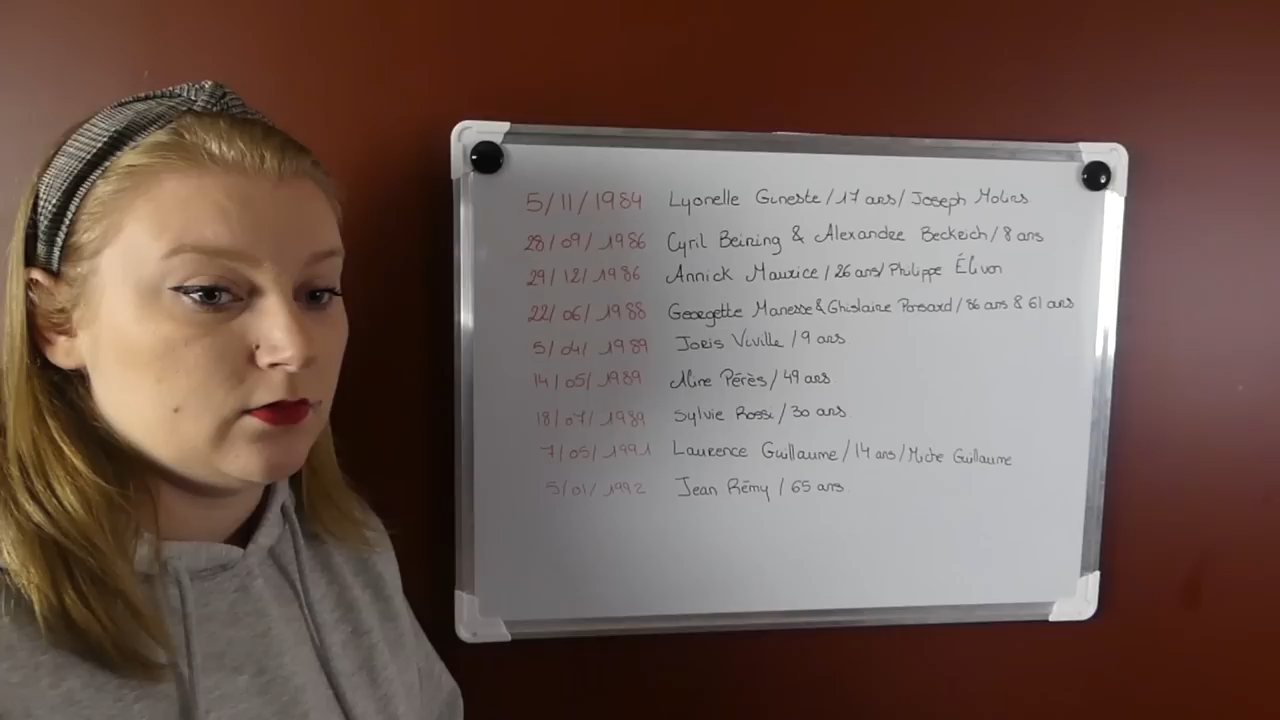 5/11/1984 Lyonelle Gineste / 17 ans / Joseph Molins
28/09/1986 Cyril Beining & Alexandre Beckrich / 8 ans
29/12/1986 Annick Maurice / 26 ans / Philippe Élivon
22/06/1988 Georgette Manesse & Ghislaine Ponsard / 86 ans & 61 ans
5/04/1989 Joris Viville / 9 ans
14/05/1989 Aline Pérès / 49 ans
18/07/1989 Sylvie Rossi / 30 ans
7/05/1991 Laurence Guillaume / 14 ans / Miche Guillaume
5/01/1992 Jean Rémy / 65 ans